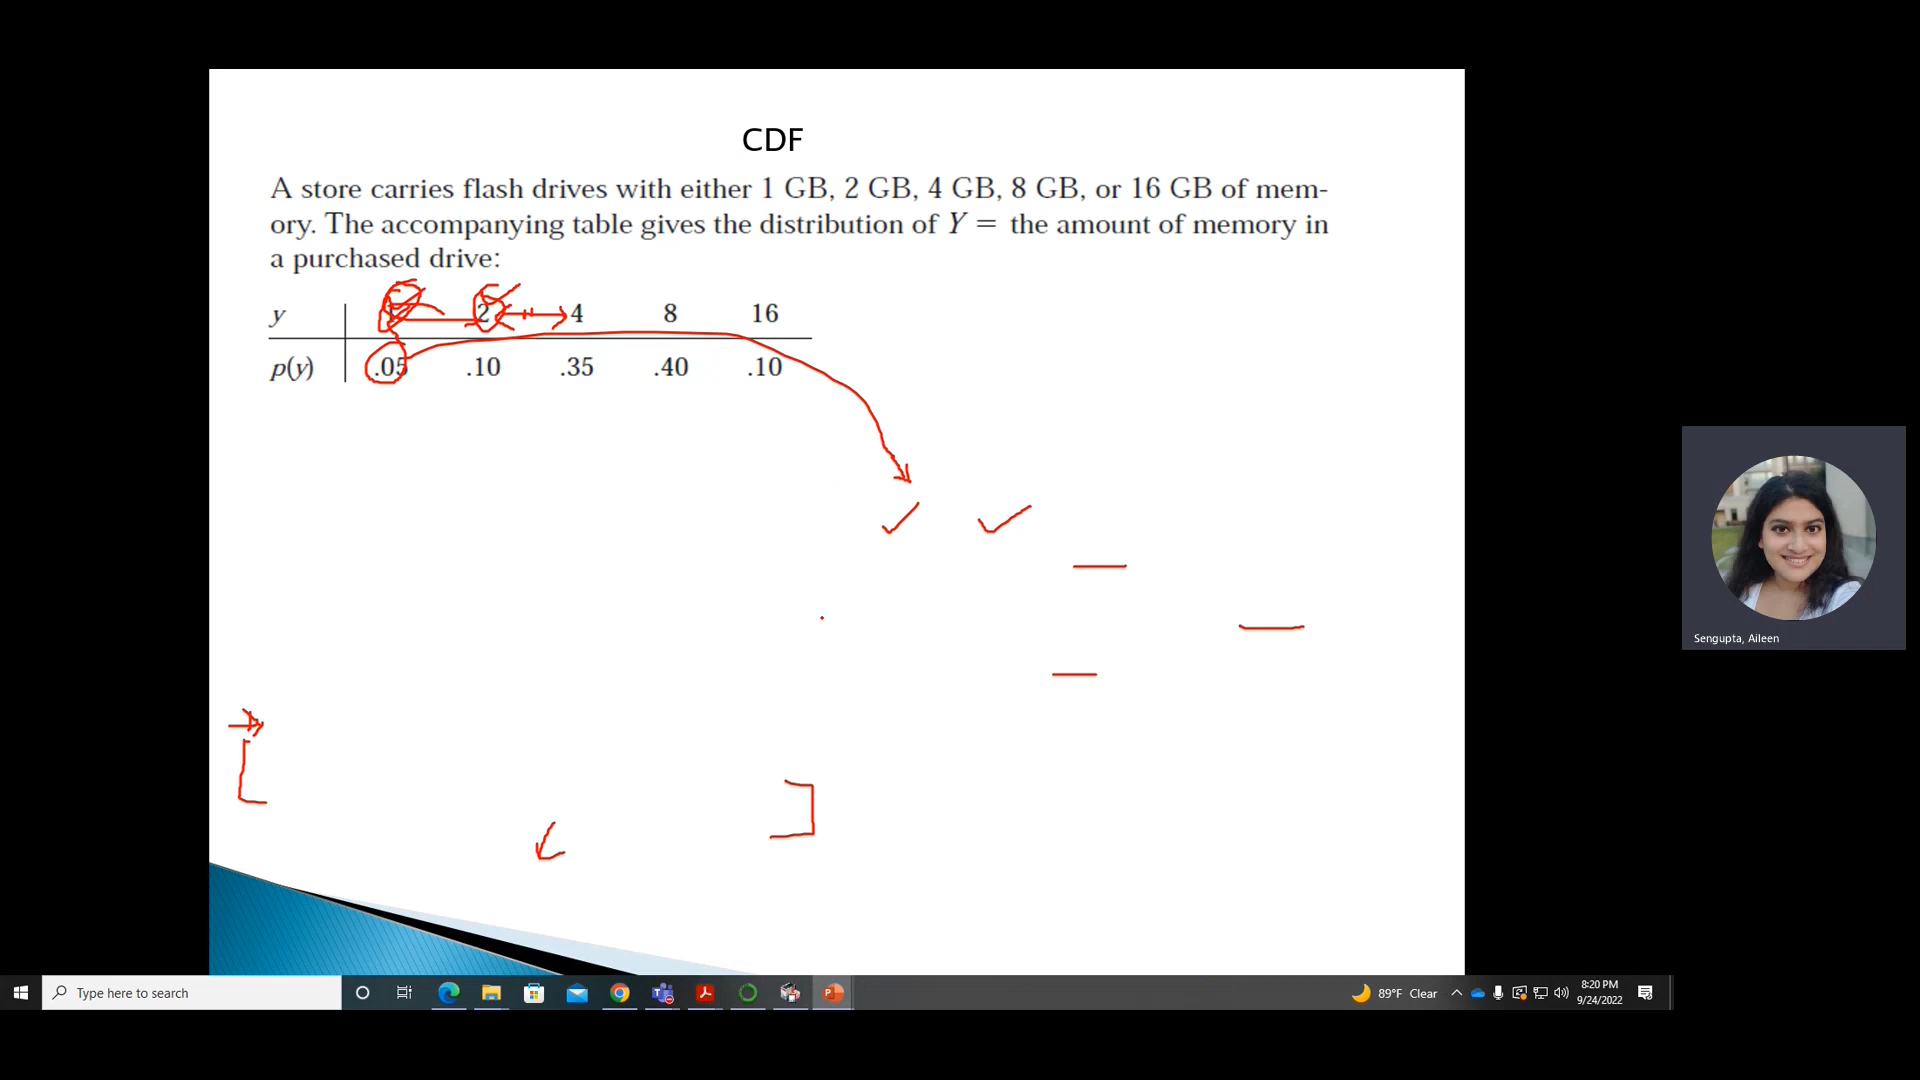 CDF
A store carries flash drives with either 1 GB, 2 GB, 4 GB, 8 GB, or 16 GB of mem-
ory. The accompanying table gives the distribution of Y = the amount of memory in
a purchased drive:
y 2 4 8 16
p(y) .05 .10 .35 .40 .10
Sengupta, Aileen
Type here to search
89°F Clear
8:20 PM
9/24/2022